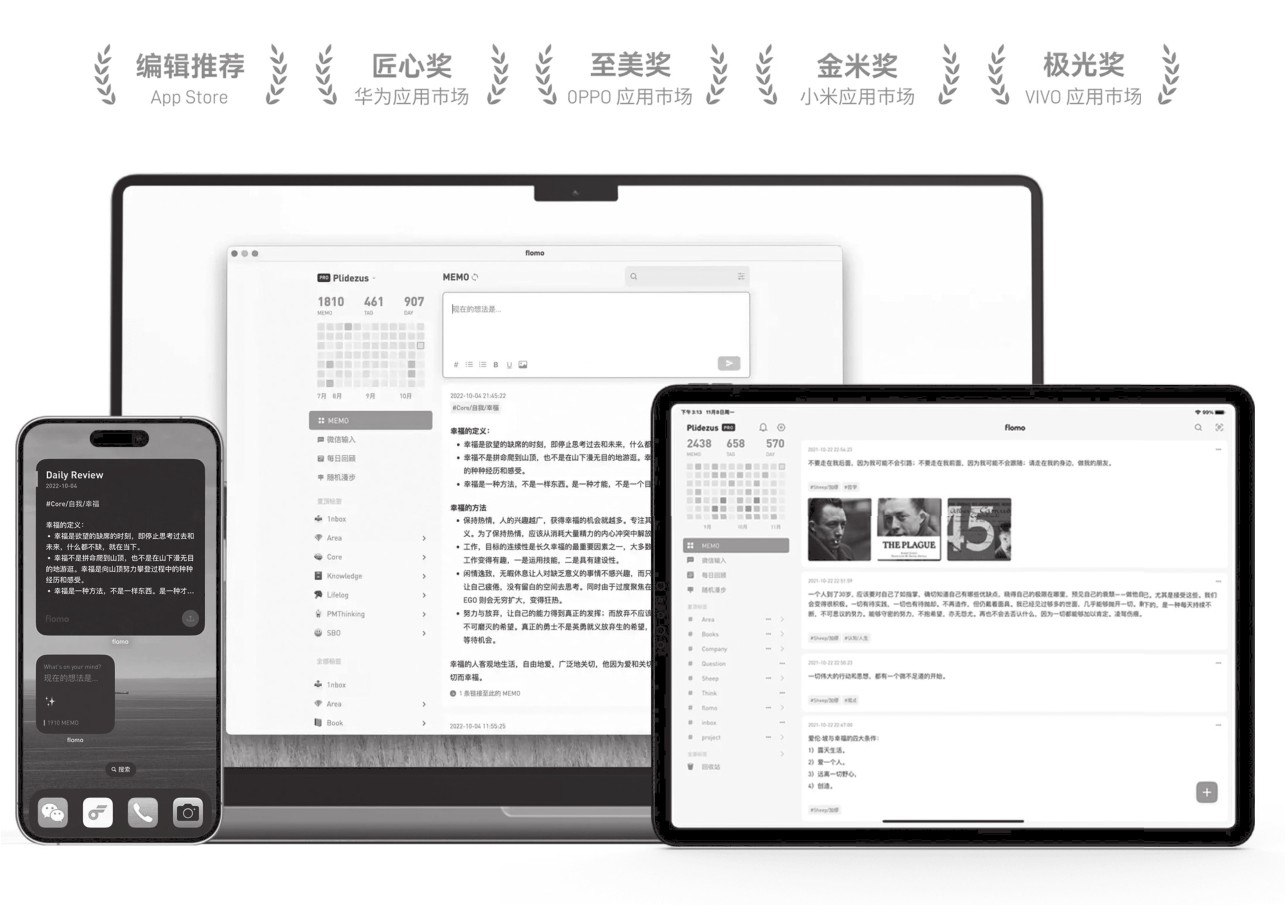 编辑推荐
App Store
匠心奖
华为应用市场
至美奖
OPPO 应用市场
金米奖
小米应用市场
极光奖
VIVO 应用市场
flomo
PRO Plidezus
1810 461 907
MEMO TAG DAY
7月 8月 9月 10月
MEMO
微信输入
每日回顾
随机漫步
置顶标签
1nbox
Area
Core
Knowledge
Lifelog
PMThinking
SBO
全部标签
1nbox
Area
Book
MEMO
现在的想法是...
# B U
2022-10-04 21:45:22
#Core/自我/幸福
幸福的定义：
• 幸福是欲望的缺席的时刻，即停止思考过去和未来，什么都
• 幸福不是拼命爬到山顶，也不是在山下漫无目的地游逛。幸
的种种经历和感受。
• 幸福是一种方法，不是一样东西。是一种才能，不是一个目
幸福的方法
• 保持热情，人的兴趣越广，获得幸福的机会就越多。专注其
义。为了保持热情，应该从消耗大量精力的内心冲突中解放
• 工作，目标的连续性是长久幸福的最重要因素之一，大多数
工作变得有趣，一是运用技能，二是具有建设性。
• 闲情逸致，无暇休息让人对缺乏意义的事情不感兴趣，而只
让自己疲倦，没有留白的空间去思考。同时由于过度聚焦在
EGO 则会无穷扩大，变得狂热。
• 努力与放弃，让自己的能力得到真正的发挥；而放弃不应该
不可磨灭的希望。真正的勇士不是英勇就义放弃生的希望，
等待机会。
幸福的人客观地生活，自由地爱，广泛地关切，他因为爱和关切
切而幸福。
1 条链接至此的 MEMO
2022-10-04 11:55:25
Daily Review
2022-10-04
#Core/自我/幸福
幸福的定义：
• 幸福是欲望的缺席的时刻，即停止思考过去和
未来，什么都不缺，就在当下。
• 幸福不是拼命爬到山顶，也不是在山下漫无目
的地游逛。幸福是向山顶努力攀登过程中的种种
经历和感受。
• 幸福是一种方法，不是一样东西。是一种才...
flomo
flomo
What's on your mind?
现在的想法是...
1910 MEMO
flomo
搜索
下午3:13 11月8日周一
99%
Plidezus PRO
2438 658 570
MEMO TAG DAY
9月 10月 11月
MEMO
微信输入
每日回顾
随机漫步
置顶标签
# Area
# Books
# Company
# Question
# Sheep
# Think
# flomo
# inbox
# project
全部标签
回收站
flomo
2021-10-22 22:54:22
不要走在我后面，因为我可能不会引路；不要走在我前面，因为我可能不会跟随；请走在我的身边，做我的朋友。
#Sheep/加缪 #哲学
THE PLAGUE
45
2021-10-22 22:51:59
一个人到了30岁，应该要对自己了如指掌，确切知道自己有哪些优缺点，晓得自己的极限在哪里，预见自己的衰颓——做他自己。尤其是接受这些。我们
会变得很积极。一切有待实践，一切也有待抛却。不再造作，但仍戴着面具。我已经见过够多的世面，几乎能够抛开一切。剩下的，是一种每天持续不
断、不可思议的努力。能够守密的努力，不抱希望，亦无怨尤。再也不会去否认什么，因为一切都能够加以肯定。凌驾伤痕。
#Sheep/加缪 #认知/人生
2021-10-22 22:50:23
一切伟大的行动和思想，都有一个微不足道的开始。
#Sheep/加缪 #观点
爱伦·坡与幸福的四大条件：
1）露天生活。
2）爱一个人。
3）远离一切野心。
4）创造。
#Sheep/加缪